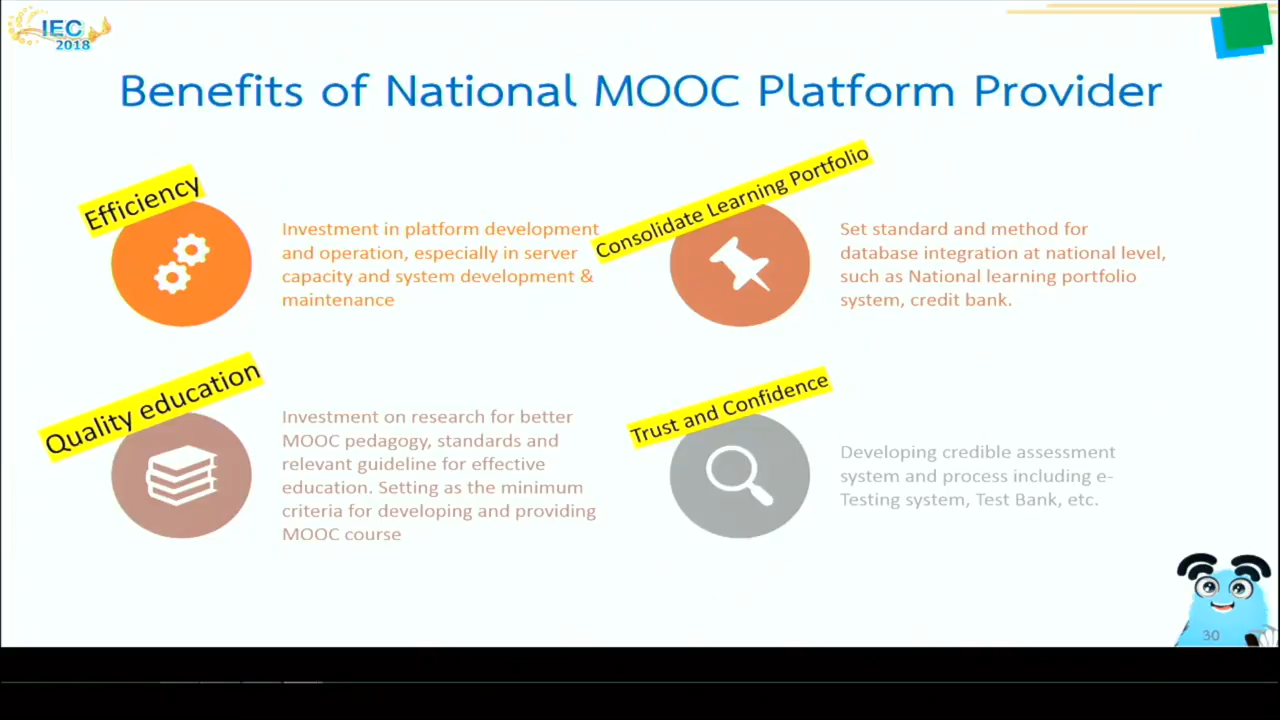 IEC
2018
Benefits of National MOOC Platform Provider
Efficiency
Investment in platform development
and operation, especially in server
capacity and system development &
maintenance
Consolidate Learning Portfolio
Set standard and method for
database integration at national level,
such as National learning portfolio
system, credit bank.
Quality education
Investment on research for better
MOOC pedagogy, standards and
relevant guideline for effective
education. Setting as the minimum
criteria for developing and providing
MOOC course
Trust and Confidence
Developing credible assessment
system and process including e-
Testing system, Test Bank, etc.
30